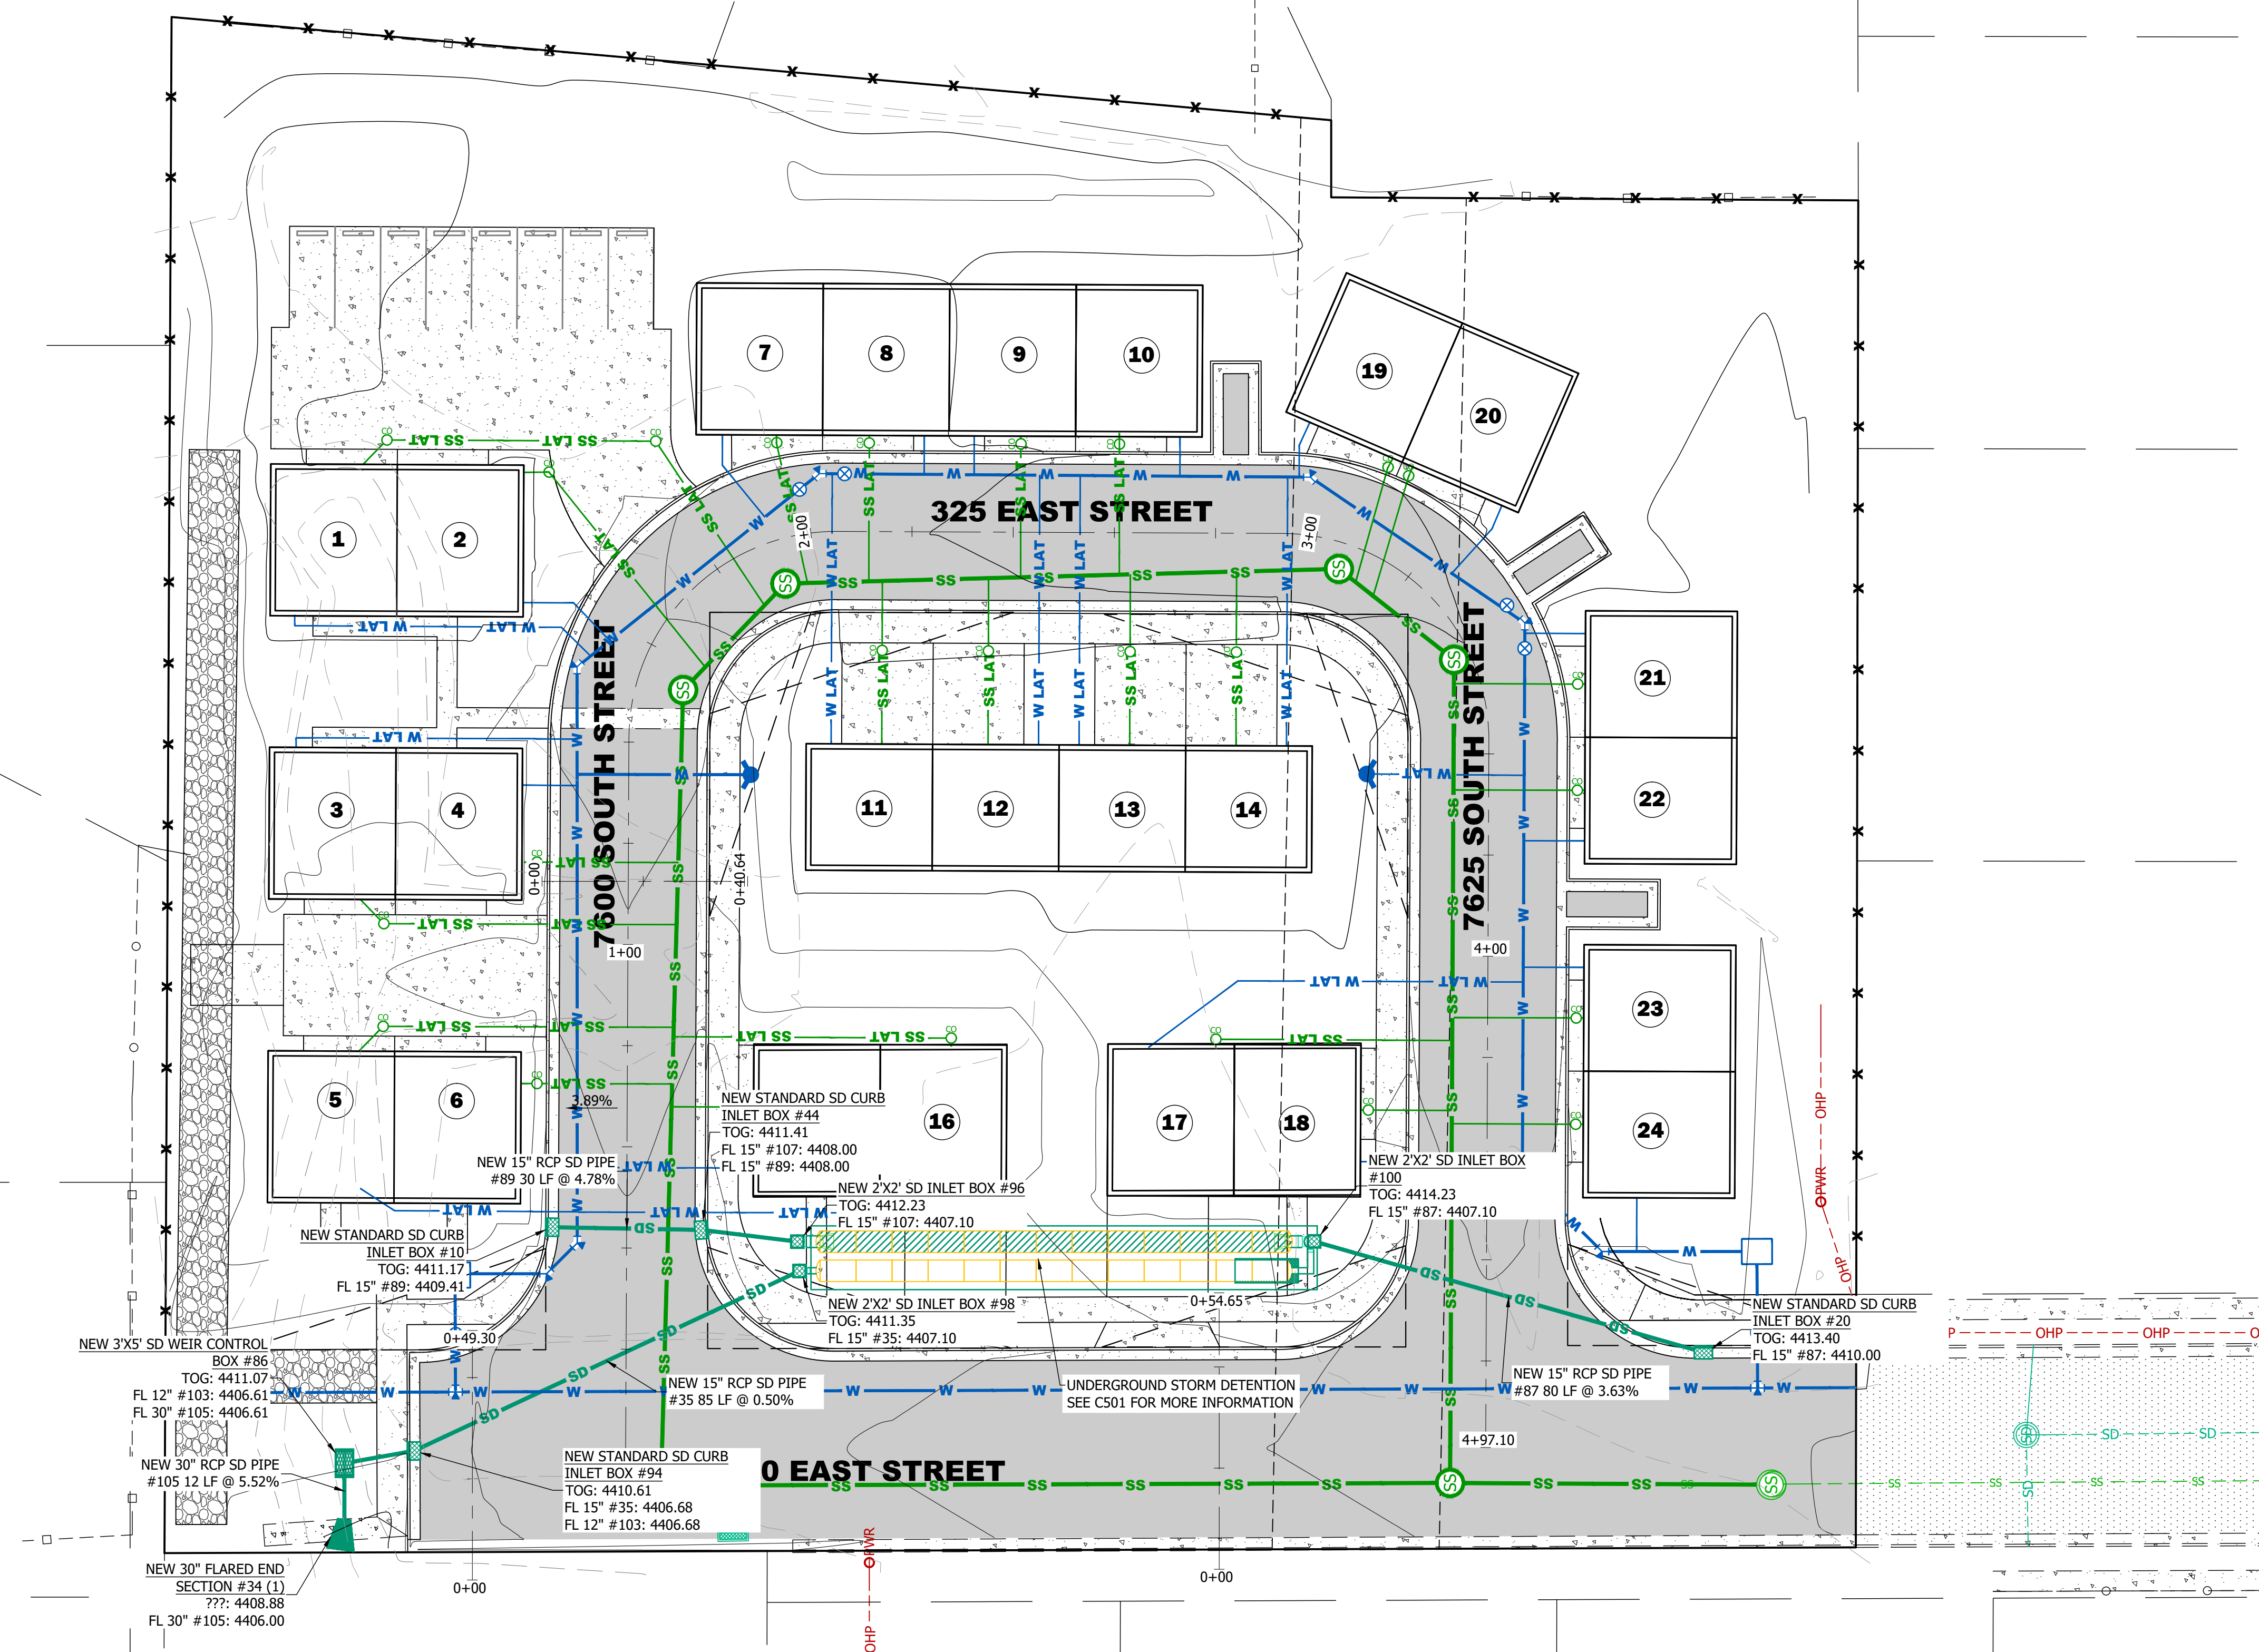 7
8
9
10
19
20
325 EAST STREET
2+00
3+00
1
2
21
22
7600 SOUTH STREET
7625 SOUTH STREET
3
4
11
12
13
14
0+00
0+40.64
1+00
4+00
5
6
16
17
18
23
24
3.89%
NEW STANDARD SD CURB
INLET BOX #44
TOG: 4411.41
FL 15" #107: 4408.00
FL 15" #89: 4408.00
NEW 15" RCP SD PIPE
#89 30 LF @ 4.78%
NEW 2'X2' SD INLET BOX #96
TOG: 4412.23
FL 15" #107: 4407.10
NEW 2'X2' SD INLET BOX
#100
TOG: 4414.23
FL 15" #87: 4407.10
NEW STANDARD SD CURB
INLET BOX #10
TOG: 4411.17
FL 15" #89: 4409.41
NEW 2'X2' SD INLET BOX #98
TOG: 4411.35
FL 15" #35: 4407.10
0+54.65
NEW STANDARD SD CURB
INLET BOX #20
TOG: 4413.40
FL 15" #87: 4410.00
0+49.30
NEW 3'X5' SD WEIR CONTROL
BOX #86
TOG: 4411.07
FL 12" #103: 4406.61
FL 30" #105: 4406.61
NEW 15" RCP SD PIPE
#35 85 LF @ 0.50%
UNDERGROUND STORM DETENTION
SEE C501 FOR MORE INFORMATION
NEW 15" RCP SD PIPE
#87 80 LF @ 3.63%
4+97.10
NEW 30" RCP SD PIPE
#105 12 LF @ 5.52%
NEW STANDARD SD CURB
INLET BOX #94
TOG: 4410.61
FL 15" #35: 4406.68
FL 12" #103: 4406.68
0 EAST STREET
NEW 30" FLARED END
SECTION #34 (1)
???: 4408.88
FL 30" #105: 4406.00
0+00
0+00
SS LAT
W LAT
SS
W
SD
CO
OHP
OPWR